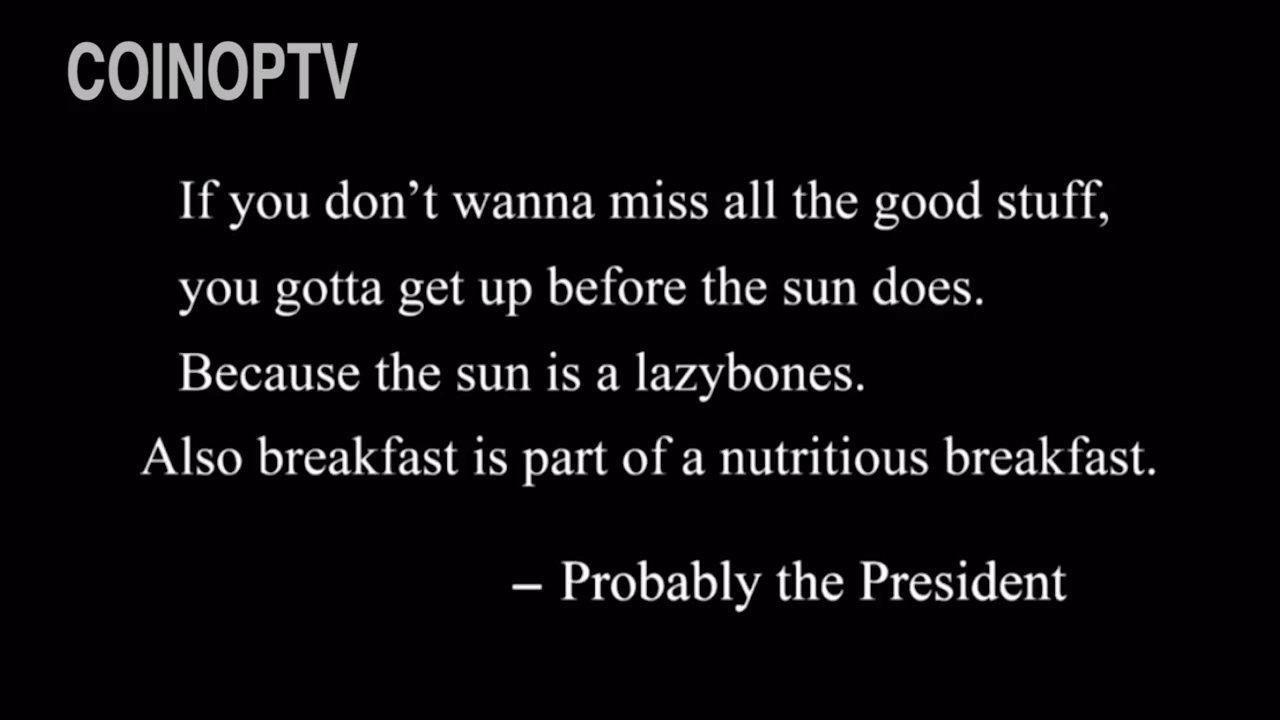 COINOPTV
If you don’t wanna miss all the good stuff,
you gotta get up before the sun does.
Because the sun is a lazybones.
Also breakfast is part of a nutritious breakfast.
– Probably the President